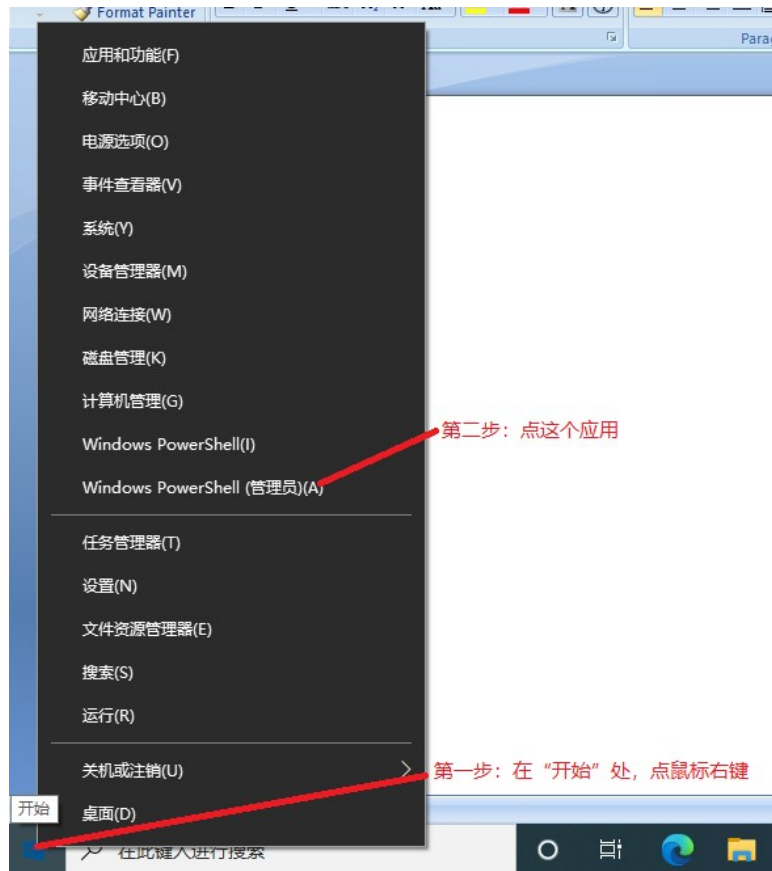 Format Painter
Para
应用和功能(F)
移动中心(B)
电源选项(O)
事件查看器(V)
系统(Y)
设备管理器(M)
网络连接(W)
磁盘管理(K)
计算机管理(G)
第二步：点这个应用
Windows PowerShell(I)
Windows PowerShell (管理员)(A)
任务管理器(T)
设置(N)
文件资源管理器(E)
搜索(S)
运行(R)
关机或注销(U)
第一步：在“开始”处，点鼠标右键
开始
桌面(D)
在此键入进行搜索